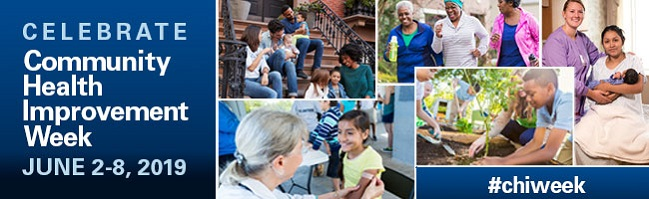 CELEBRATE
Community
Health
Improvement
Week
JUNE 2-8, 2019
#chiweek